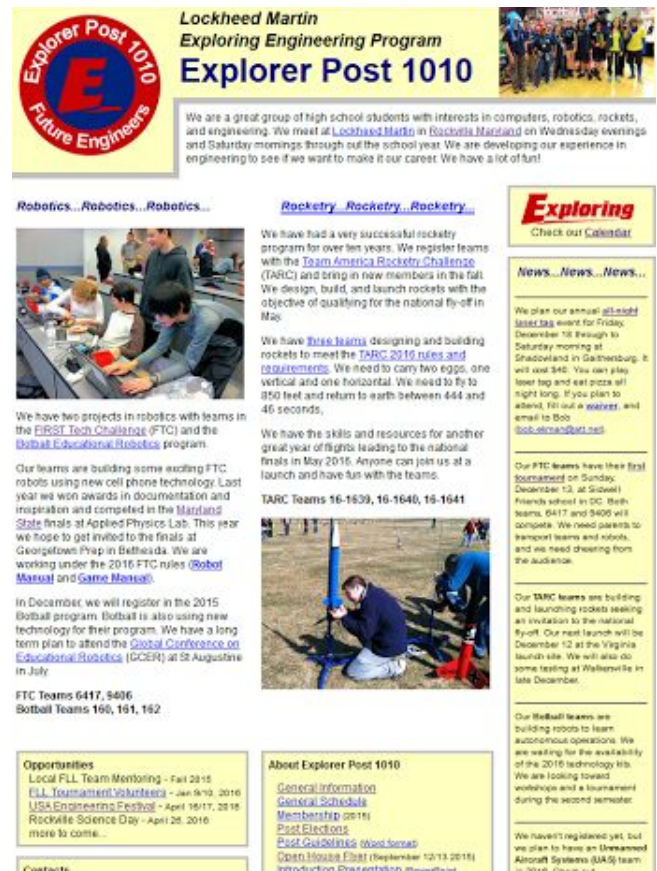 Explorer Post 1010
E
Future Engineers
Lockheed Martin
Exploring Engineering Program
Explorer Post 1010
We are a great group of high school students with interests in computers, robotics, rockets,
and engineering. We meet at Lockheed Martin in Rockville Maryland on Wednesday evenings
and Saturday mornings through out the school year. We are developing our experience in
engineering to see if we want to make it our career. We have a lot of fun!
Robotics...Robotics...Robotics...
We have two projects in robotics with teams in
the FIRST Tech Challenge (FTC) and the
Botball Educational Robotics program.
Our teams are building some exciting FTC
robots using new cell phone technology. Last
year we won awards in documentation and
inspiration and competed in the Maryland
State finals at Applied Physics Lab. This year
we hope to get invited to the finals at
Georgetown Prep in Bethesda. We are
working under the 2016 FTC rules (Robot
Manual and Game Manual).
In December, we will register in the 2015
Botball program. Botball is also using new
technology for their program. We have a long
term plan to attend the Global Conference on
Educational Robotics (GCER) at St Augustine
in July.
FTC Teams 6417, 9406
Botball Teams 160, 161, 162
Rocketry...Rocketry...Rocketry...
We have had a very successful rocketry
program for over ten years. We register teams
with the Team America Rocketry Challenge
(TARC) and bring in new members in the fall.
We design, build, and launch rockets with the
objective of qualifying for the national fly-off in
May.
We have three teams designing and building
rockets to meet the TARC 2016 rules and
requirements. We need to carry two eggs, one
vertical and one horizontal. We need to fly to
850 feet and return to earth between 444 and
46 seconds,
We have the skills and resources for another
great year of flights leading to the national
finals in May 2016. Anyone can join us at a
launch and have fun with the teams.
TARC Teams 16-1639, 16-1640, 16-1641
Exploring
Check our Calendar
News...News...News...
We plan our annual all-night
laser tag event for Friday,
December 18 through to
Saturday morning at
Shadowland in Gaithersburg. It
will cost $40. You can play
laser tag and eat pizza all
night long. If you plan to
attend, fill out a waiver, and
email to Bob
(bob.ekman@att.net).
Our FTC teams have their first
tournament on Sunday,
December 13, at Sidwell
Friends school in DC. Both
teams, 6417 and 9406 will
compete. We need parents to
transport teams and robots,
and we need cheering from
the audience.
Our TARC teams are building
and launching rockets seeking
an invitation to the national
fly-off. Our next launch will be
December 12 at the Virginia
launch site. We will also do
some testing at Walkersville in
late December.
Our Botball teams are
building robots to learn
autonomous operations. We
are waiting for the availability
of the 2016 technology kits.
We are looking toward
workshops and a tournament
during the second semester.
We haven't registered yet, but
we plan to have an Unmanned
Aircraft Systems (UAS) team
Opportunities
Local FLL Team Mentoring - Fall 2015
FLL Tournament Volunteers - Jan 9/10, 2016
USA Engineering Festival - April 16/17, 2016
Rockville Science Day - April 26, 2016
more to come...
Contacts
About Explorer Post 1010
General Information
General Schedule
Membership (2015)
Post Elections
Post Guidelines (Word format)
Open House Flyer (September 12/13 2015)
Introduction Presentation